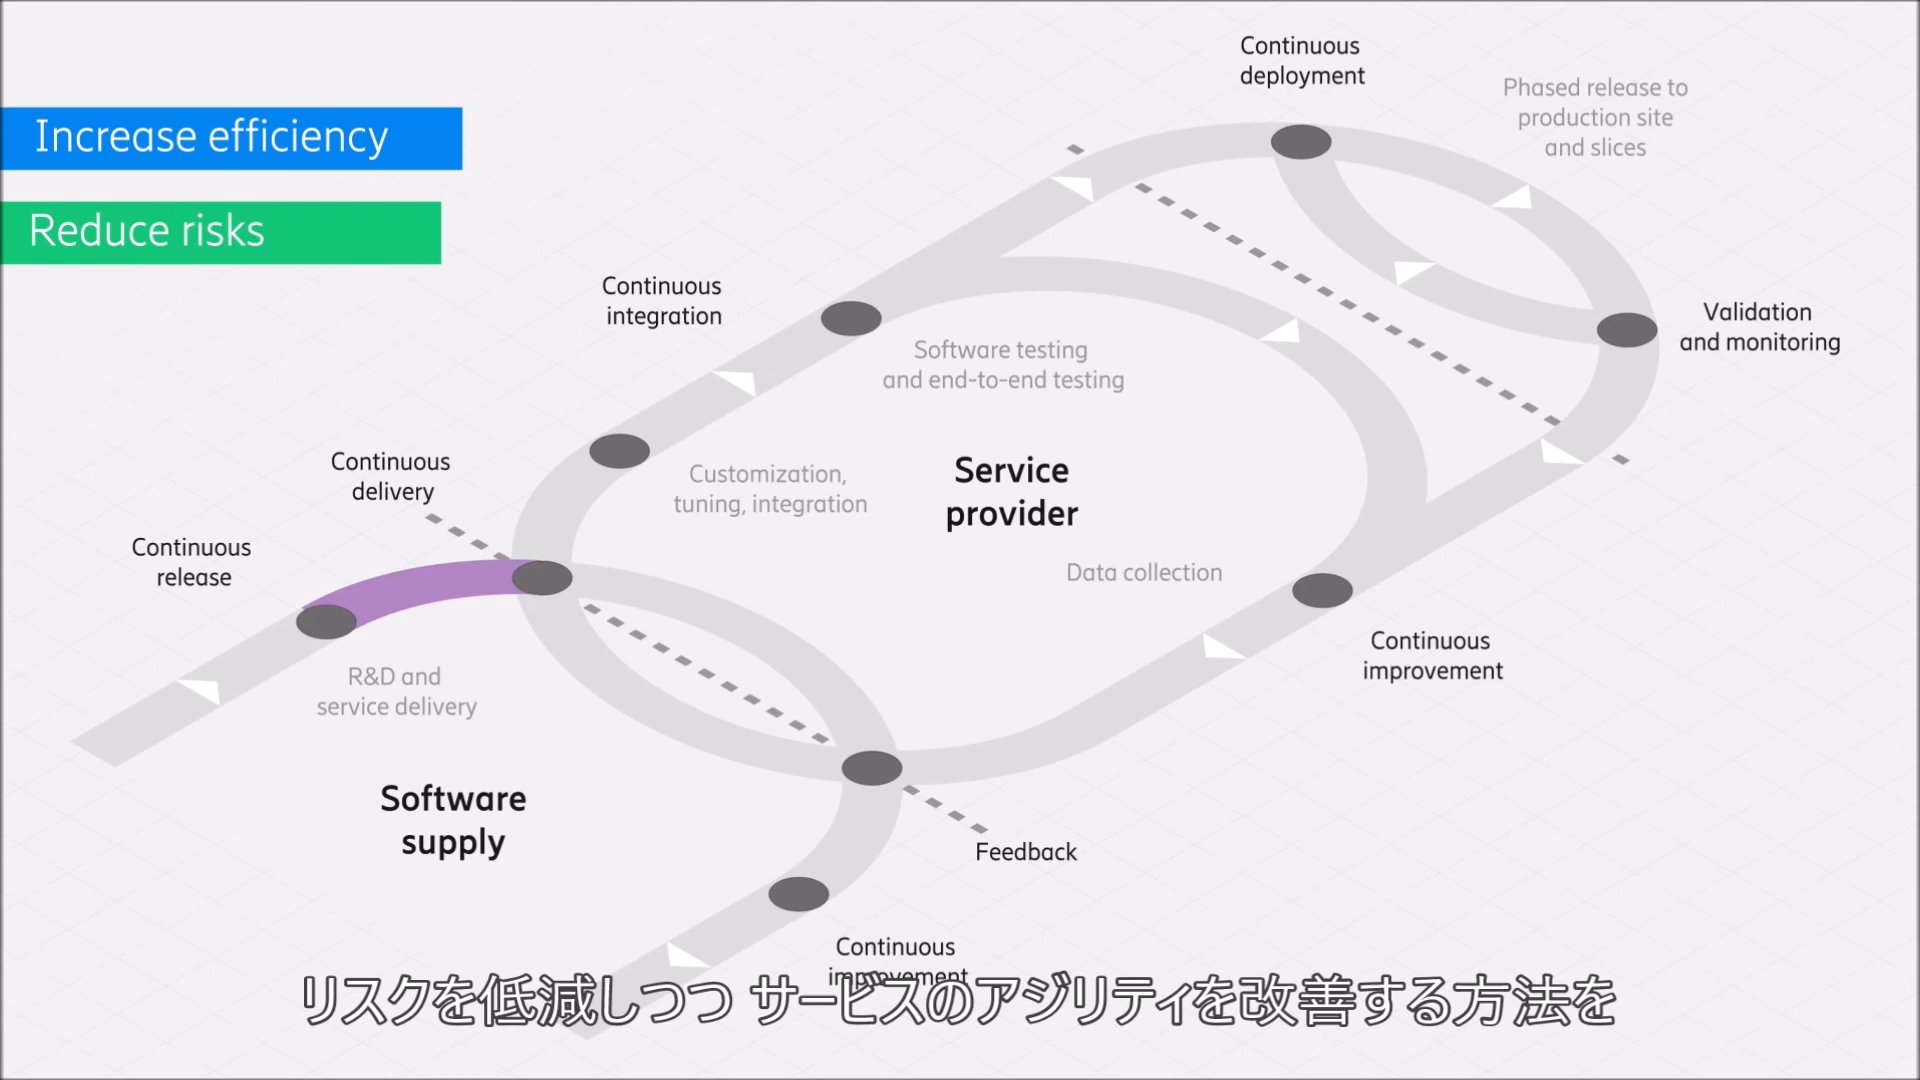 Increase efficiency
Reduce risks
Continuous
deployment
Phased release to
production site
and slices
Continuous
integration
Validation
and monitoring
Software testing
and end-to-end testing
Continuous
delivery
Customization,
tuning, integration
Service
provider
Continuous
release
Data collection
Continuous
improvement
R&D and
service delivery
Software
supply
Feedback
Continuous
improvement
リスクを低減しつつ サービスのアジリティを改善する方法を